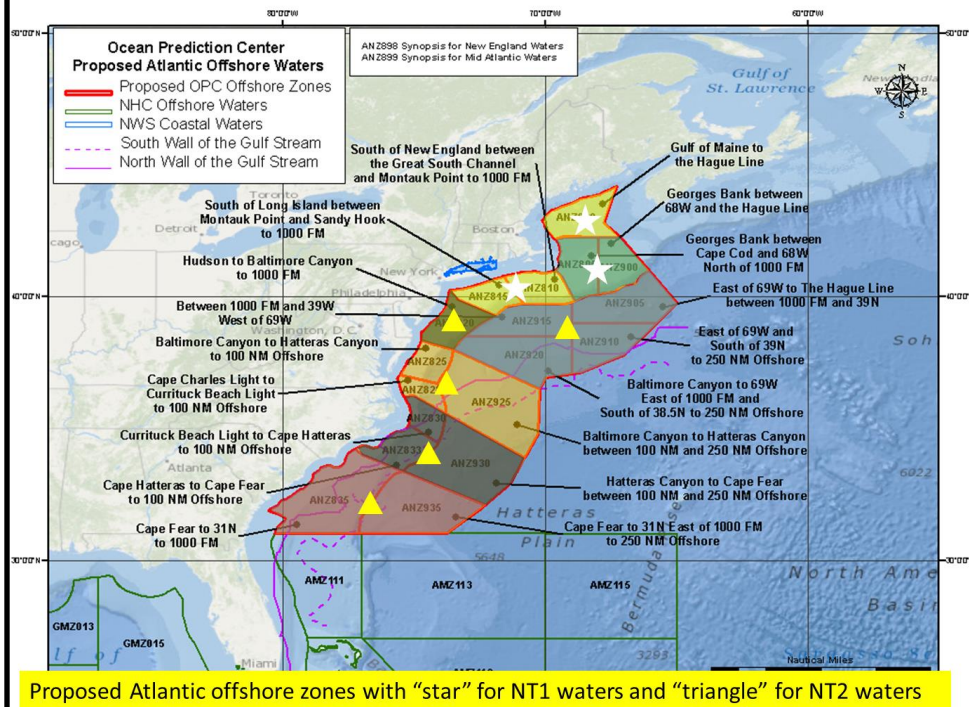 80°0'0"W
70°0'0"W
60°0'0"W
Ocean Prediction Center
Proposed Atlantic Offshore Waters
Proposed OPC Offshore Zones
NHC Offshore Waters
NWS Coastal Waters
South Wall of the Gulf Stream
North Wall of the Gulf Stream
ANZ898 Synopsis for New England Waters
ANZ899 Synopsis for Mid Atlantic Waters
Gulf of
St. Lawrence
N
W E
S
South of New England between
the Great South Channel
and Montauk Point to 1000 FM
Gulf of Maine to
the Hague Line
Toronto
Detroit
Boston
South of Long Island between
Montauk Point and Sandy Hook
to 1000 FM
Georges Bank between
68W and the Hague Line
Georges Bank between
Cape Cod and 68W
North of 1000 FM
Hudson to Baltimore Canyon
to 1000 FM
New York
Philadelphia
East of 69W to The Hague Line
between 1000 FM and 39N
Between 1000 FM and 39W
West of 69W
Washington, D.C.
ANZ900
ANZ810
ANZ815
ANZ905
ANZ915
ANZ910
ANZ920
East of 69W and
South of 39N
to 250 NM Offshore
Baltimore Canyon to Hatteras Canyon
to 100 NM Offshore
ANZ825
Cape Charles Light to
Currituck Beach Light
to 100 NM Offshore
ANZ925
Baltimore Canyon to 69W
East of 1000 FM and
South of 38.5N to 250 NM Offshore
ANZ830
Currituck Beach Light to Cape Hatteras
to 100 NM Offshore
Baltimore Canyon to Hatteras Canyon
between 100 NM and 250 NM Offshore
ANZ833
ANZ930
Atlanta
Cape Hatteras to Cape Fear
to 100 NM Offshore
Hatteras Canyon to Cape Fear
between 100 NM and 250 NM Offshore
6022
ANZ835
ANZ935
Hatteras
Plain
Cape Fear to 31N
to 1000 FM
Cape Fear to 31N East of 1000 FM
to 250 NM Offshore
5648
AMZ111
AMZ113
AMZ115
North Ame
Basi
GMZ013
GMZ015
Miami
3293
Nautical Miles
Proposed Atlantic offshore zones with “star” for NT1 waters and “triangle” for NT2 waters